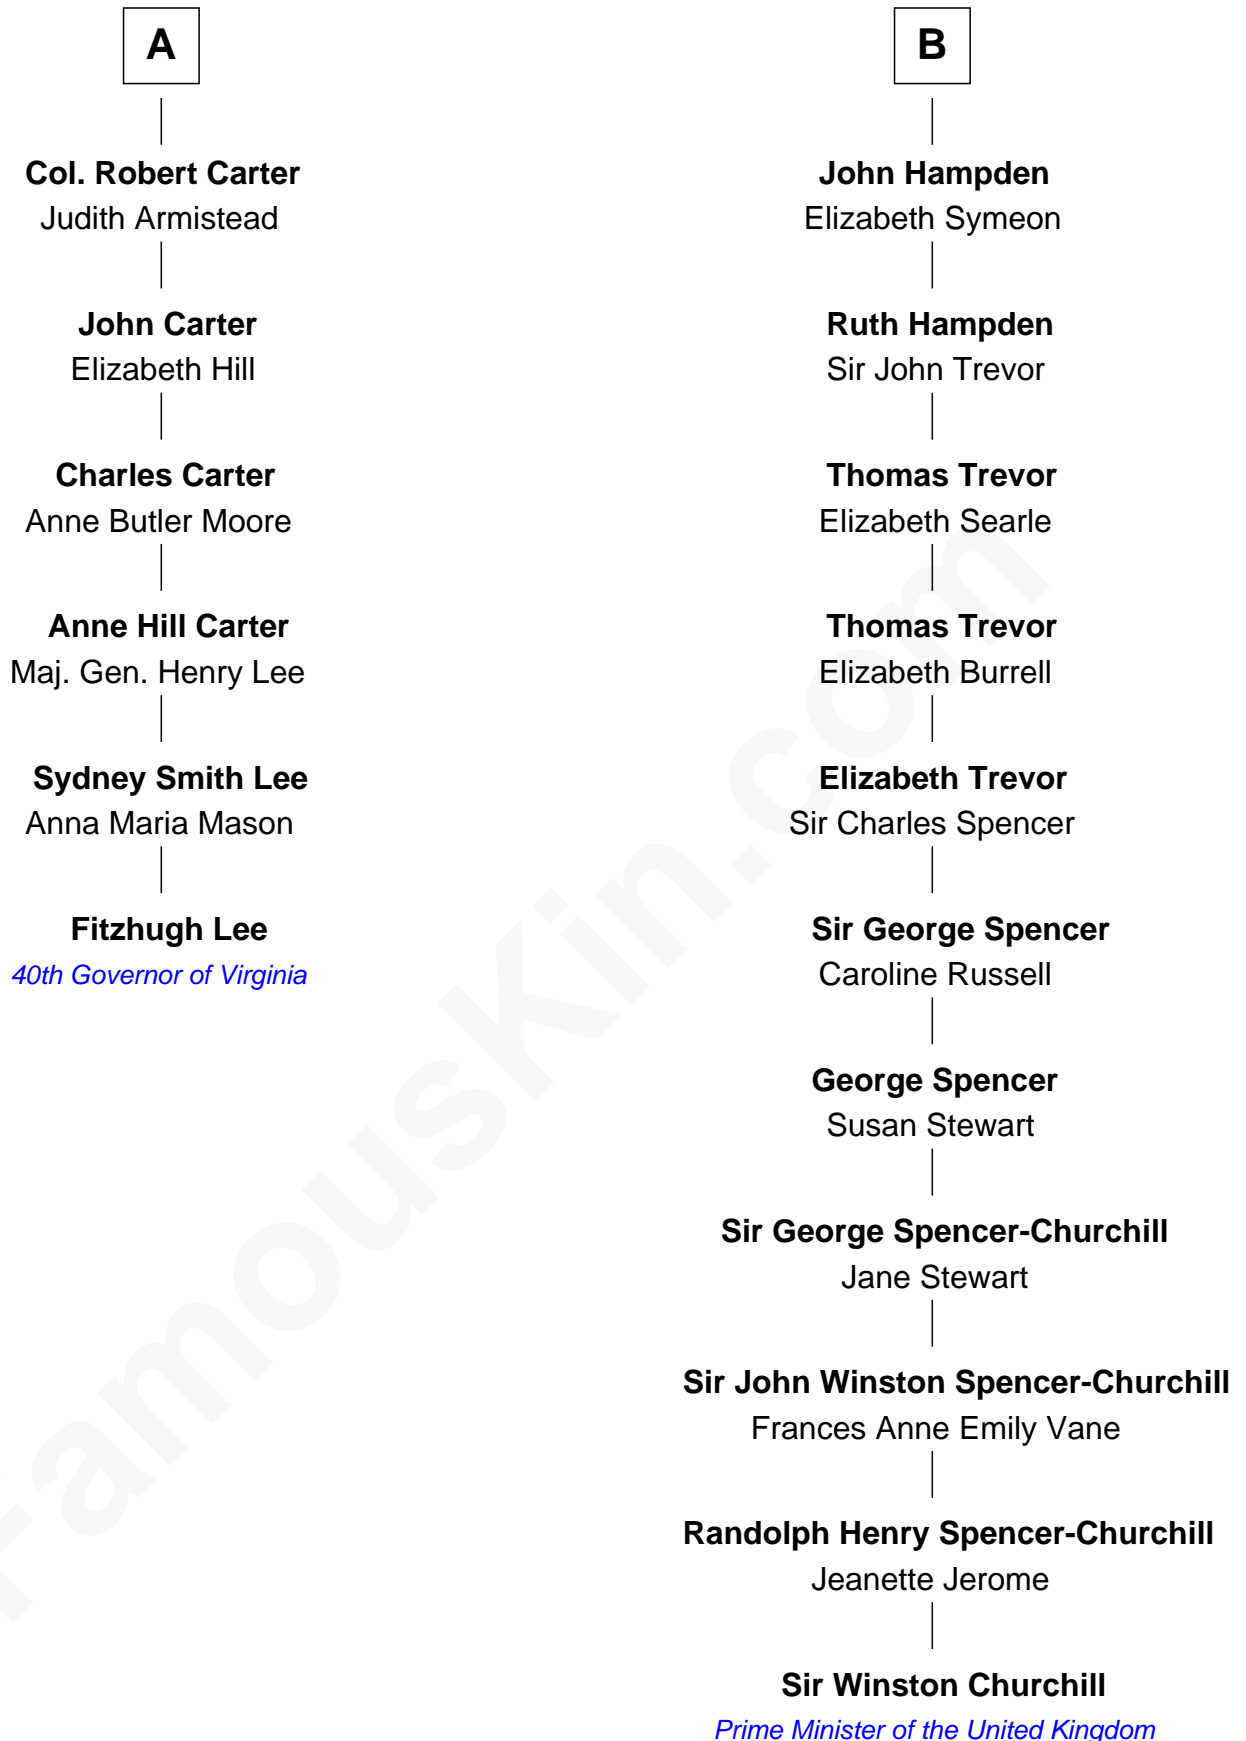 A
Col. Robert Carter
Judith Armistead
John Carter
Elizabeth Hill
Charles Carter
Anne Butler Moore
Anne Hill Carter
Maj. Gen. Henry Lee
Sydney Smith Lee
Anna Maria Mason
Fitzhugh Lee
40th Governor of Virginia
B
John Hampden
Elizabeth Symeon
Ruth Hampden
Sir John Trevor
Thomas Trevor
Elizabeth Searle
Thomas Trevor
Elizabeth Burrell
Elizabeth Trevor
Sir Charles Spencer
Sir George Spencer
Caroline Russell
George Spencer
Susan Stewart
Sir George Spencer-Churchill
Jane Stewart
Sir John Winston Spencer-Churchill
Frances Anne Emily Vane
Randolph Henry Spencer-Churchill
Jeanette Jerome
Sir Winston Churchill
Prime Minister of the United Kingdom
FamousKin.com